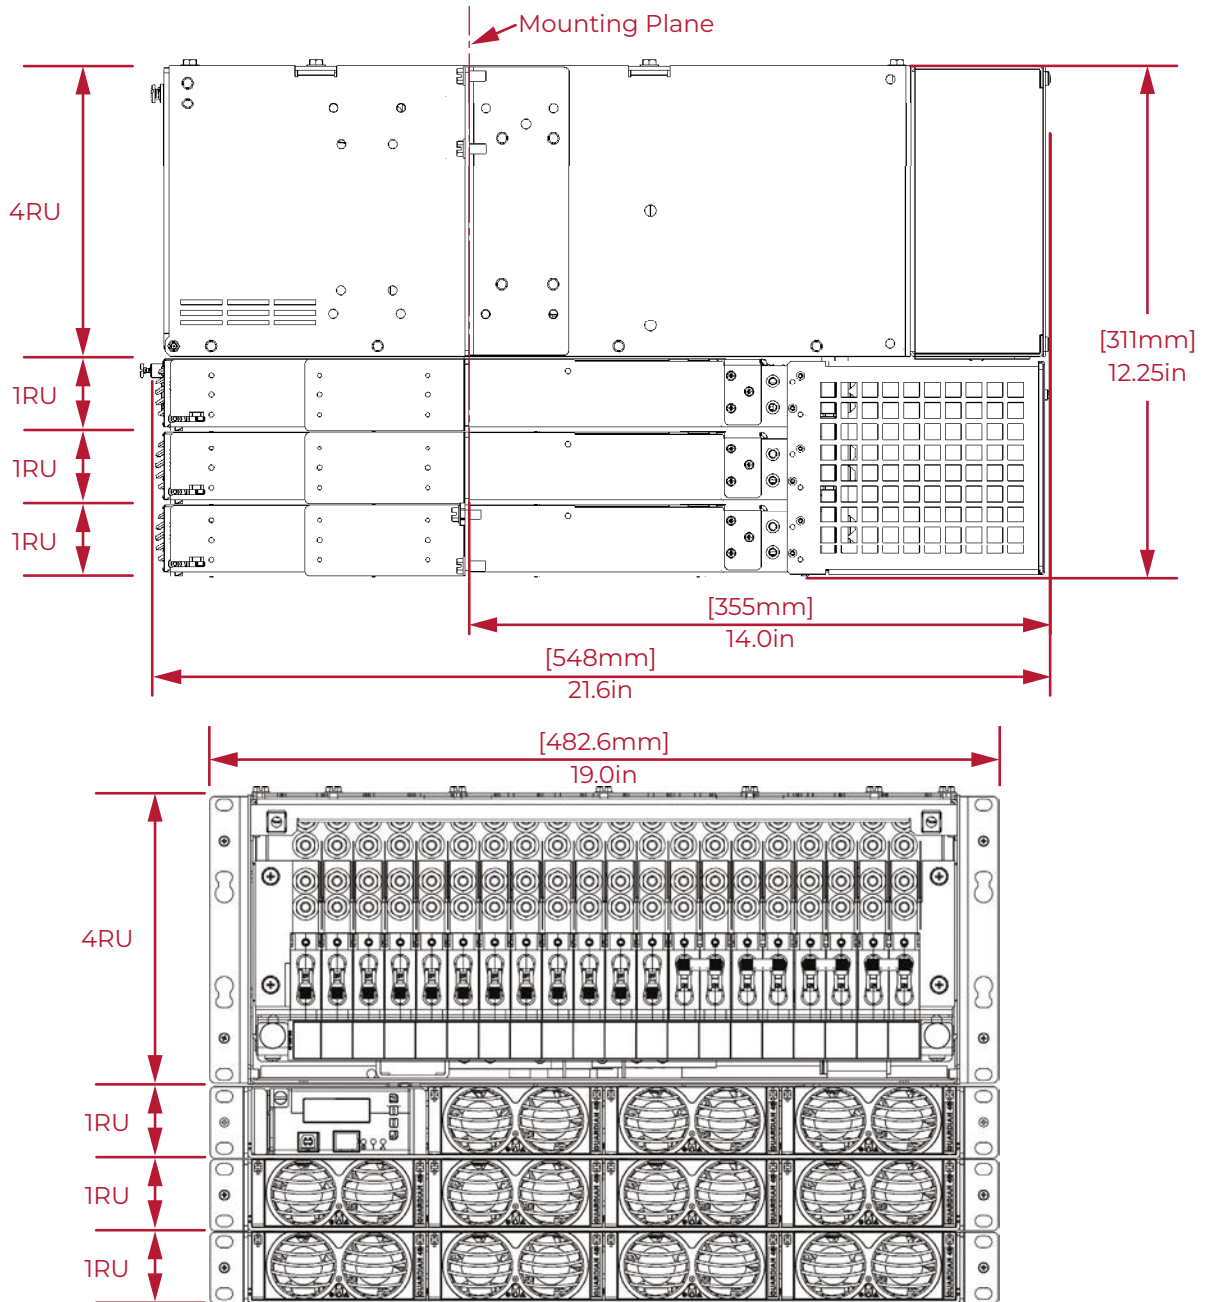 Mounting Plane
4RU
[311mm]
12.25in
1RU
1RU
1RU
[355mm]
14.0in
[548mm]
21.6in
[482.6mm]
19.0in
4RU
1RU
1RU
1RU